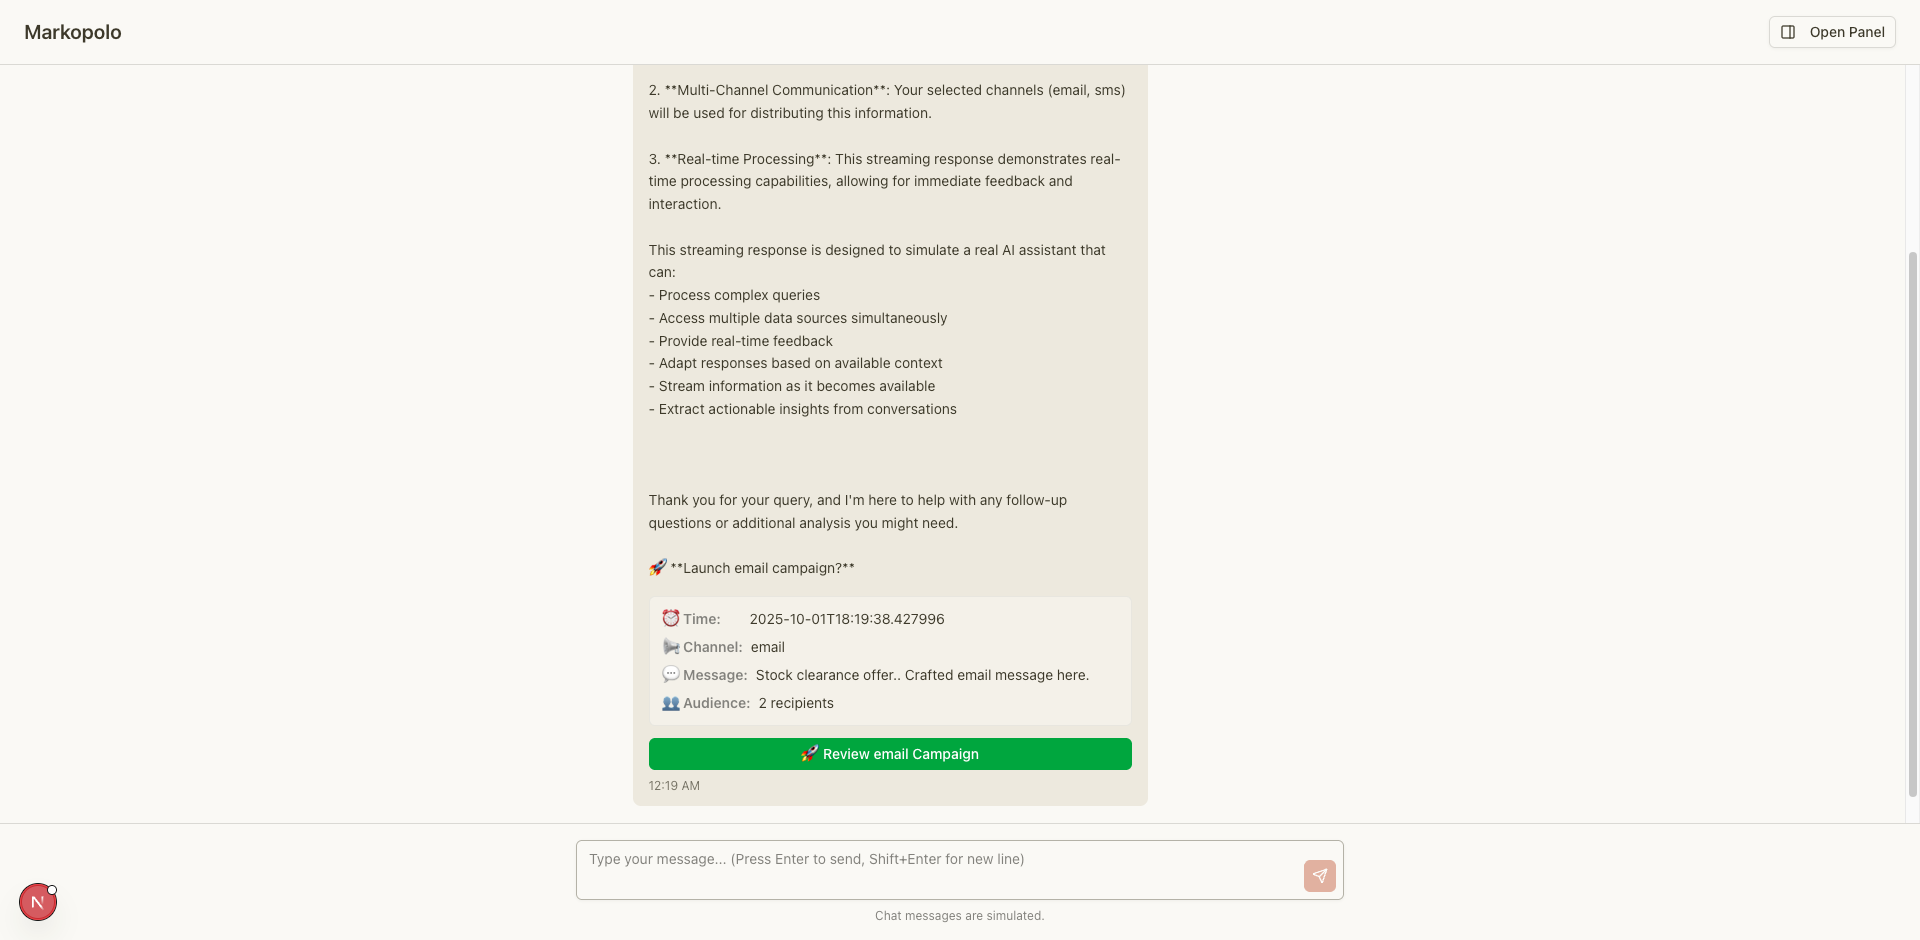 Markopolo
Open Panel
2. **Multi-Channel Communication**: Your selected channels (email, sms)
will be used for distributing this information.
3. **Real-time Processing**: This streaming response demonstrates real-
time processing capabilities, allowing for immediate feedback and
interaction.
This streaming response is designed to simulate a real AI assistant that
can:
- Process complex queries
- Access multiple data sources simultaneously
- Provide real-time feedback
- Adapt responses based on available context
- Stream information as it becomes available
- Extract actionable insights from conversations
Thank you for your query, and I'm here to help with any follow-up
questions or additional analysis you might need.
🚀 **Launch email campaign?**
⏰ Time: 2025-10-01T18:19:38.427996
📢 Channel: email
💬 Message: Stock clearance offer.. Crafted email message here.
👥 Audience: 2 recipients
🚀 Review email Campaign
12:19 AM
Type your message... (Press Enter to send, Shift+Enter for new line)
N
Chat messages are simulated.